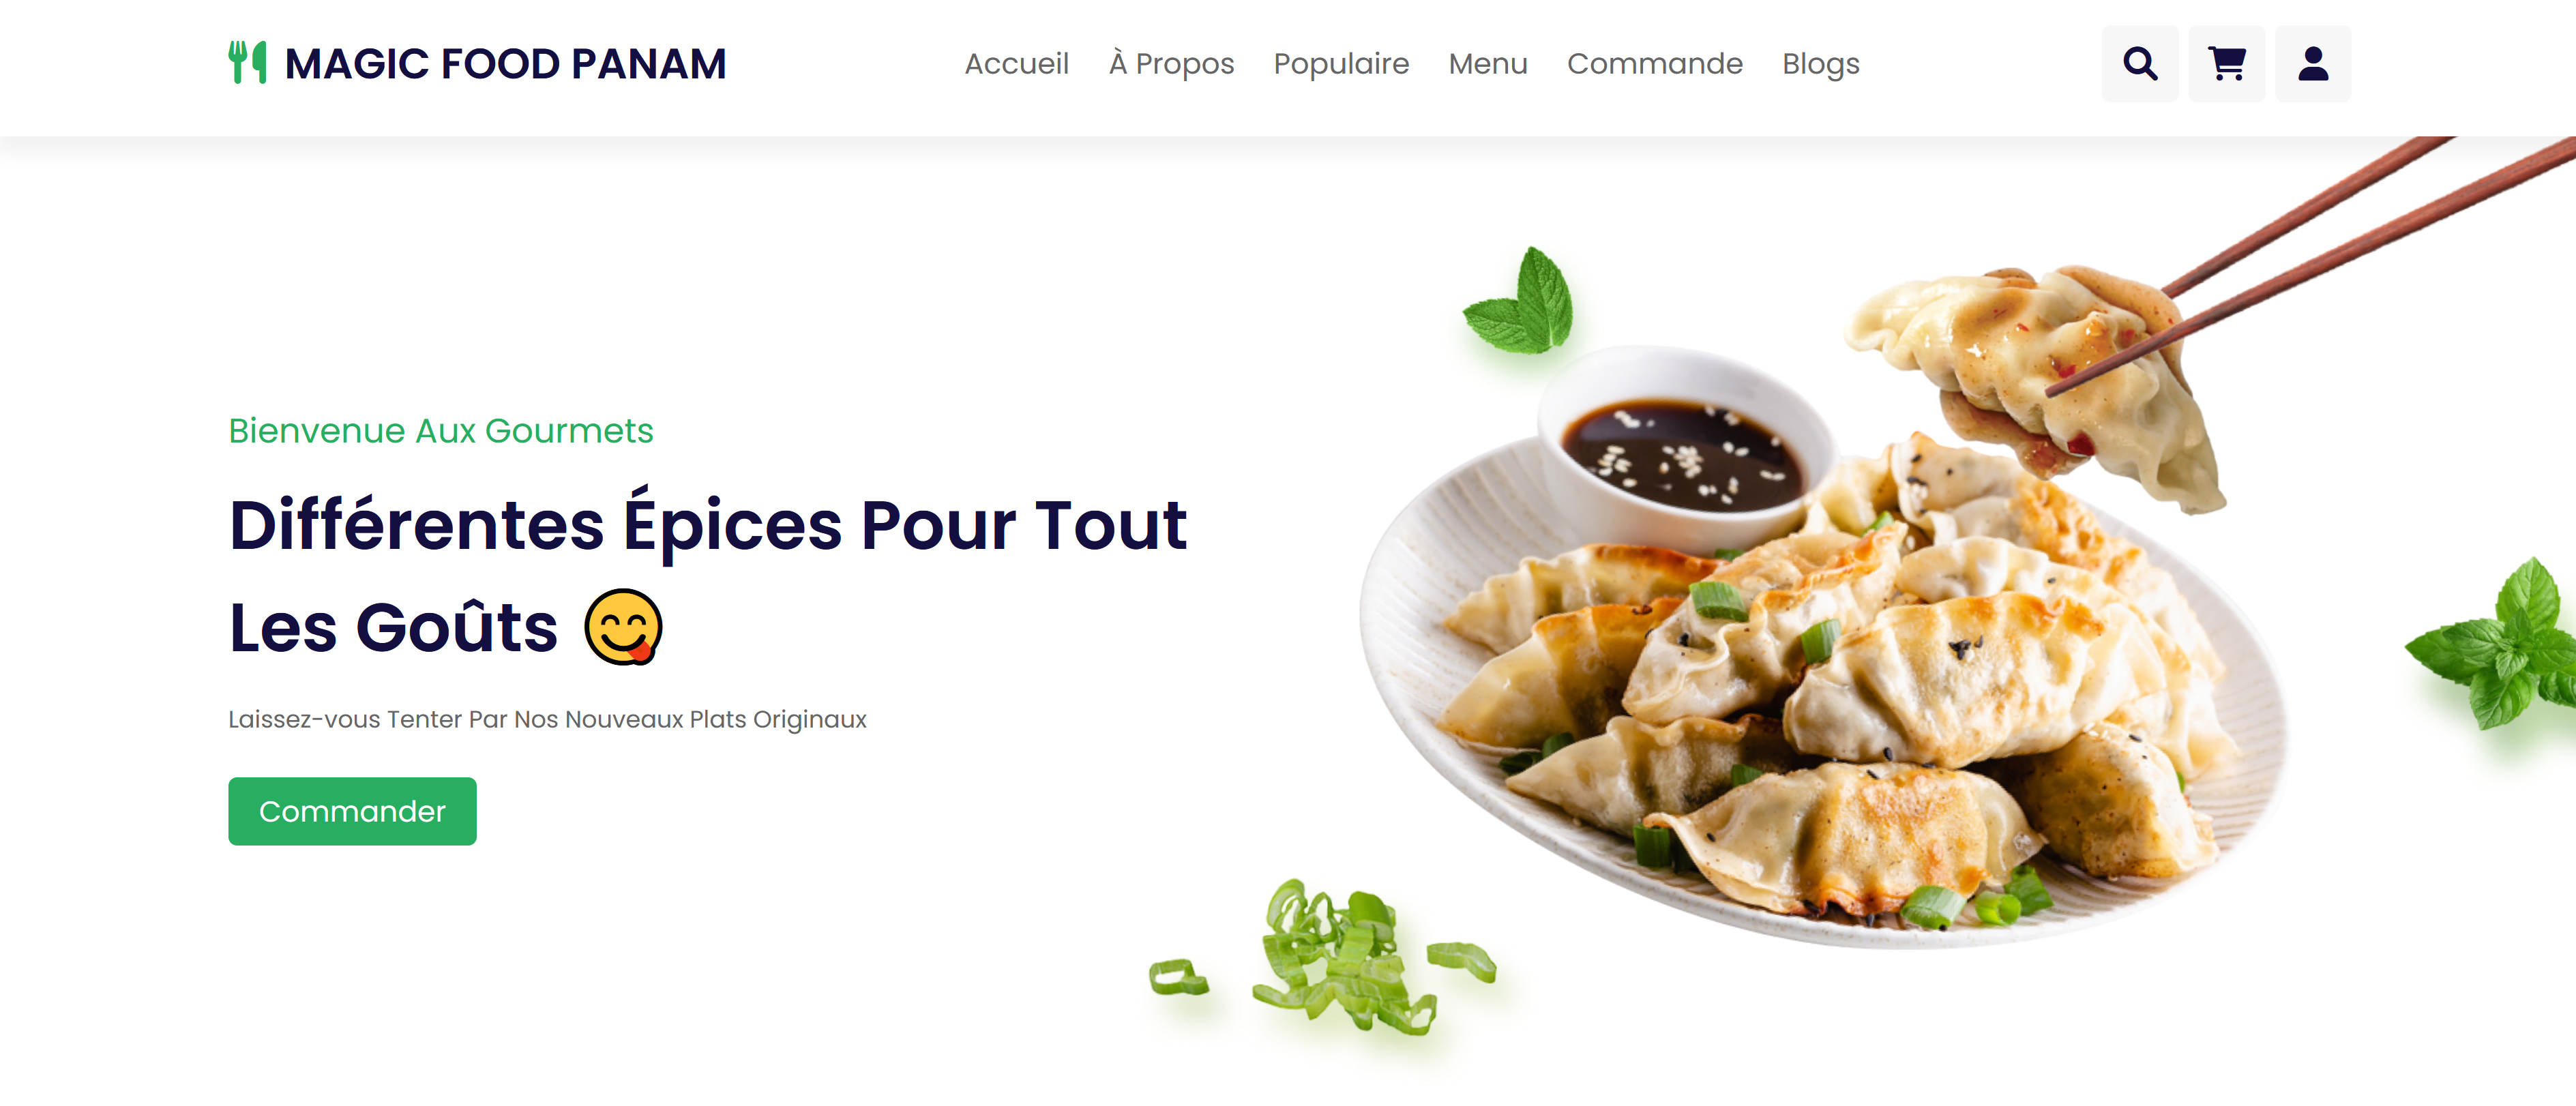 MAGIC FOOD PANAM
Accueil À Propos Populaire Menu Commande Blogs
Bienvenue Aux Gourmets
Différentes Épices Pour Tout
Les Goûts 😋
Laissez-vous Tenter Par Nos Nouveaux Plats Originaux
Commander